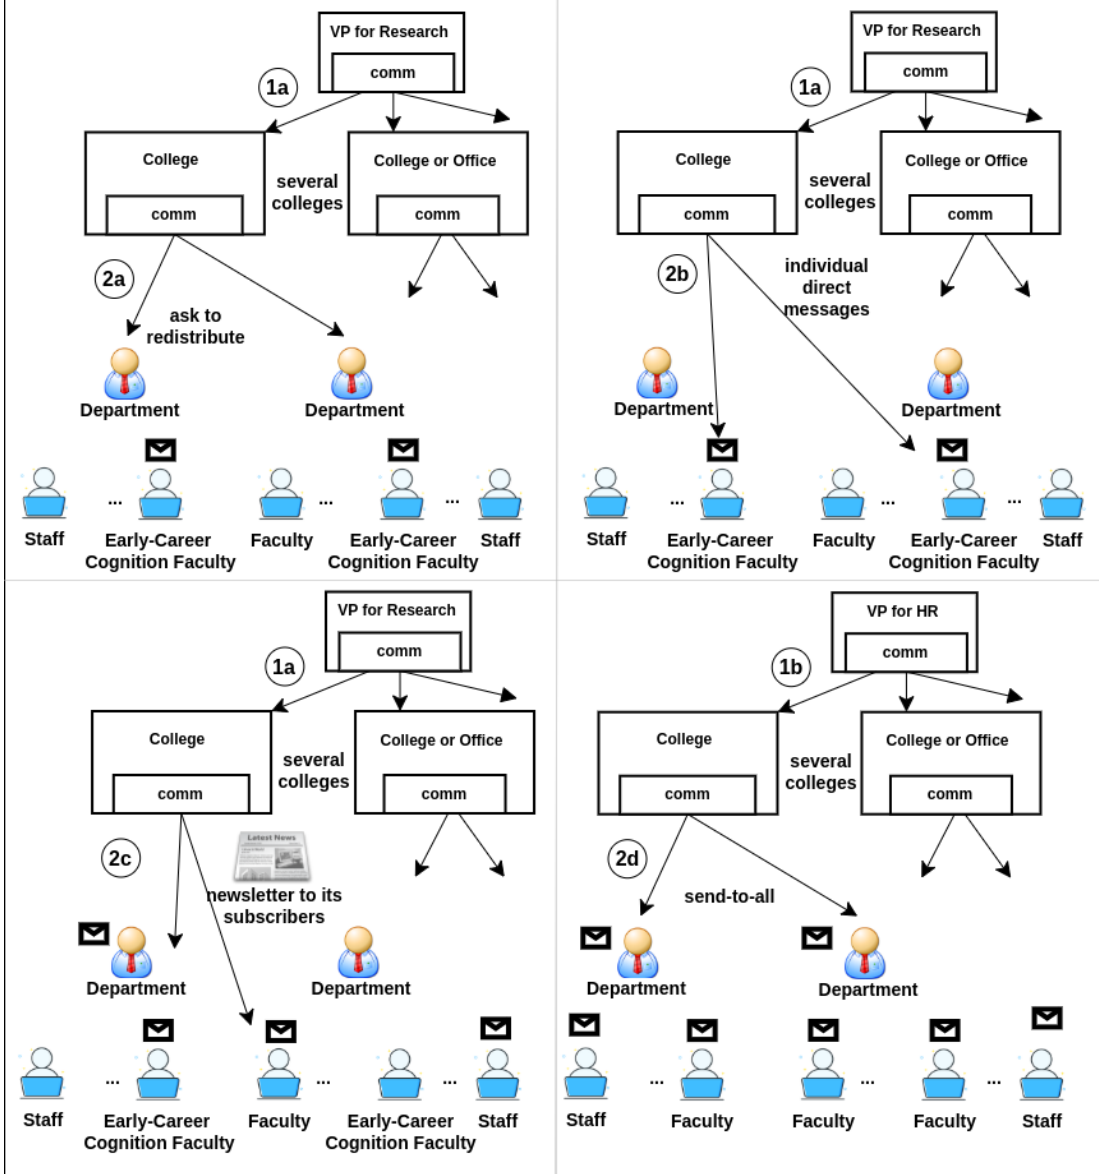 VP for Research
comm
1a
College
comm
several
colleges
College or Office
comm
2a
ask to
redistribute
Department
Department
Staff
...
Early-Career
Cognition Faculty
Faculty
...
Early-Career
Cognition Faculty
...
Staff
VP for Research
comm
1a
College
comm
several
colleges
College or Office
comm
2b
individual
direct
messages
Department
Department
Staff
...
Early-Career
Cognition Faculty
Faculty
...
Early-Career
Cognition Faculty
...
Staff
VP for Research
comm
1a
College
comm
several
colleges
College or Office
comm
2c
Latest News
newsletter to its
subscribers
Department
Department
Staff
...
Early-Career
Cognition Faculty
Faculty
...
Early-Career
Cognition Faculty
...
Staff
VP for HR
comm
1b
College
comm
several
colleges
College or Office
comm
2d
send-to-all
Department
Department
Staff
...
Faculty
Faculty
...
Faculty
...
Staff